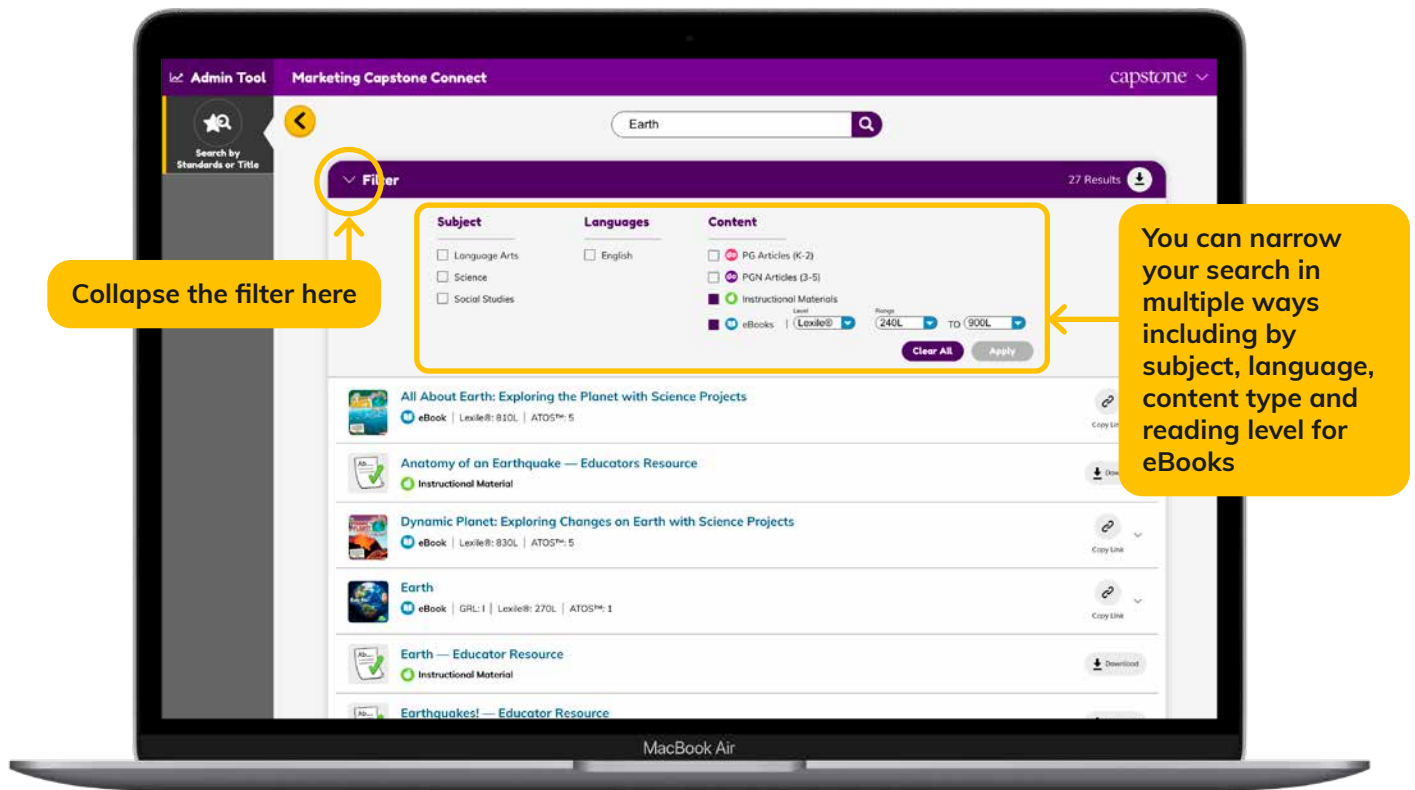 Admin Tool
Marketing Capstone Connect
capstone
Search by
Standards or Title
Earth
Filter
27 Results
Subject
Languages
Content
Language Arts
English
PG Articles (K-2)
Science
PGN Articles (3-5)
Social Studies
Instructional Materials
Level
Range
eBooks | Lexile® 240L TO 900L
Clear All
Apply
Collapse the filter here
You can narrow
your search in
multiple ways
including by
subject, language,
content type and
reading level for
eBooks
All About Earth: Exploring the Planet with Science Projects
eBook | Lexile®: 810L | ATOS™: 5
Copy
Anatomy of an Earthquake — Educators Resource
Instructional Material
Dynamic Planet: Exploring Changes on Earth with Science Projects
eBook | Lexile®: 830L | ATOS™: 5
Copy Link
Earth
eBook | GRL: I | Lexile®: 270L | ATOS™: 1
Copy Link
Earth — Educator Resource
Instructional Material
Download
Earthquakes! — Educator Resource
MacBook Air